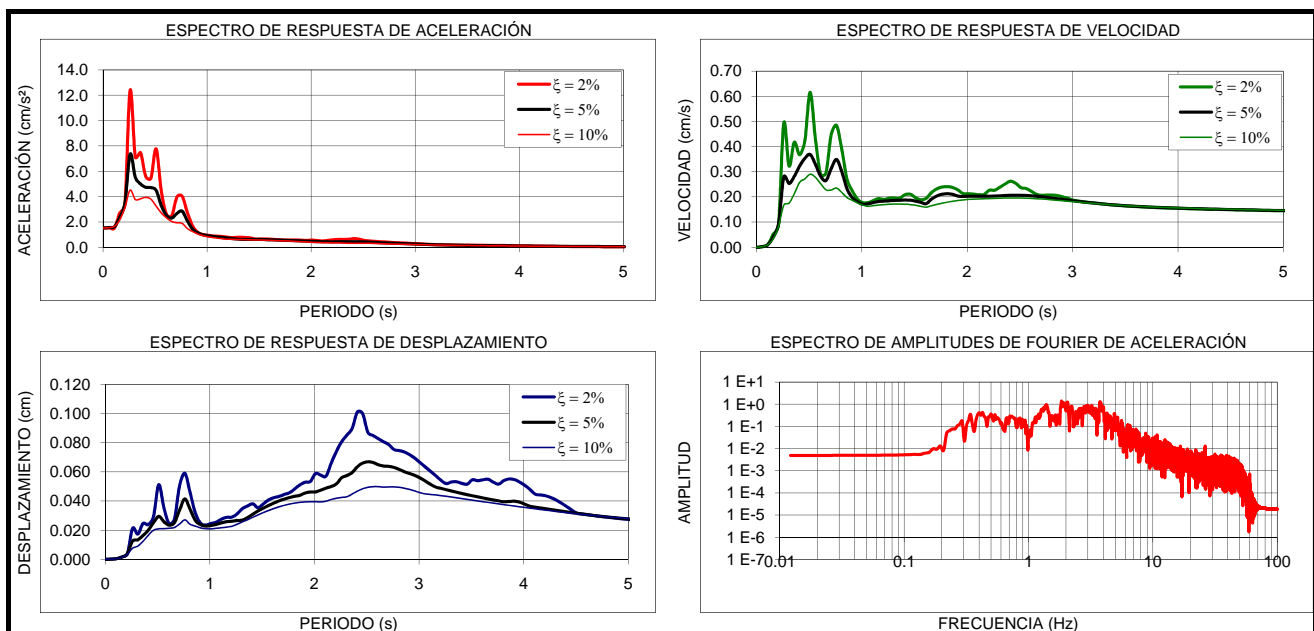 ESPECTRO DE RESPUESTA DE ACELERACIÓN
14.0
12.0
10.0
8.0
6.0
4.0
2.0
0.0
ACELERACIÓN (cm/s²)
ξ = 2%
ξ = 5%
ξ = 10%
0 1 2 3 4 5
PERIODO (s)
ESPECTRO DE RESPUESTA DE VELOCIDAD
0.70
0.60
0.50
0.40
0.30
0.20
0.10
0.00
VELOCIDAD (cm/s)
ξ = 2%
ξ = 5%
ξ = 10%
0 1 2 3 4 5
PERIODO (s)
ESPECTRO DE RESPUESTA DE DESPLAZAMIENTO
0.120
0.100
0.080
0.060
0.040
0.020
0.000
DESPLAZAMIENTO (cm)
ξ = 2%
ξ = 5%
ξ = 10%
0 1 2 3 4 5
PERIODO (s)
ESPECTRO DE AMPLITUDES DE FOURIER DE ACELERACIÓN
1 E+1
1 E+0
1 E-1
1 E-2
1 E-3
1 E-4
1 E-5
1 E-6
1 E-7
AMPLITUD
0.01 0.1 1 10 100
FRECUENCIA (Hz)